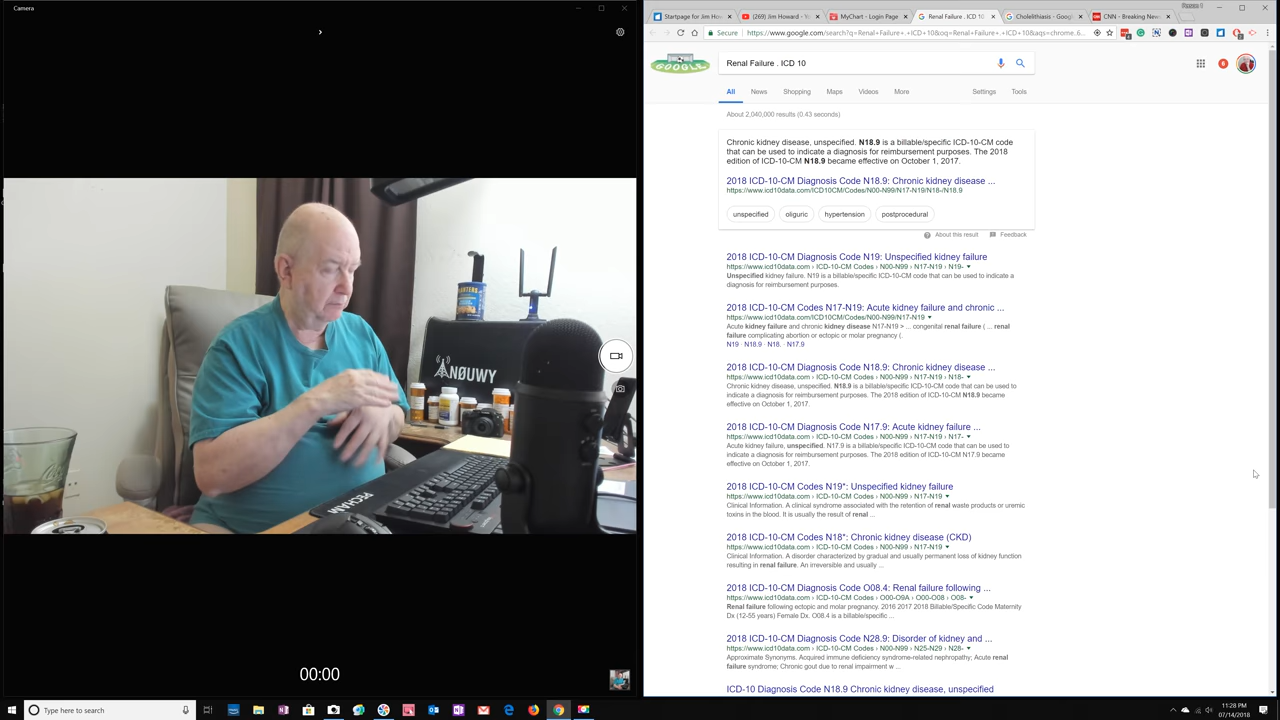 Camera
00:00
NØUWY
Type here to search
Startpage for Jim How
(269) Jim Howard - Yo
MyChart - Login Page
Renal Failure . ICD 10
Cholelithiasis - Googl
CNN - Breaking New
Secure
https://www.google.com/search?q=Renal+Failure+.+ICD+10&oq=Renal+Failure+.+ICD+10&aqs=chrome.6
Renal Failure . ICD 10
6
All News Shopping Maps Videos More Settings Tools
About 2,040,000 results (0.43 seconds)
Chronic kidney disease, unspecified. N18.9 is a billable/specific ICD-10-CM code
that can be used to indicate a diagnosis for reimbursement purposes. The 2018
edition of ICD-10-CM N18.9 became effective on October 1, 2017.
2018 ICD-10-CM Diagnosis Code N18.9: Chronic kidney disease ...
https://www.icd10data.com/ICD10CM/Codes/N00-N99/N17-N19/N18-/N18.9
unspecified oliguric hypertension postprocedural
About this result Feedback
2018 ICD-10-CM Diagnosis Code N19: Unspecified kidney failure
https://www.icd10data.com › ICD-10-CM Codes › N00-N99 › N17-N19 › N19-
Unspecified kidney failure. N19 is a billable/specific ICD-10-CM code that can be used to indicate a
diagnosis for reimbursement purposes.
2018 ICD-10-CM Codes N17-N19: Acute kidney failure and chronic ...
https://www.icd10data.com/ICD10CM/Codes/N00-N99/N17-N19
Acute kidney failure and chronic kidney disease N17-N19 > ... congenital renal failure ( ... renal
failure complicating abortion or ectopic or molar pregnancy (.
N19 · N18.9 · N18. · N17.9
2018 ICD-10-CM Diagnosis Code N18.9: Chronic kidney disease ...
https://www.icd10data.com › ICD-10-CM Codes › N00-N99 › N17-N19 › N18-
Chronic kidney disease, unspecified. N18.9 is a billable/specific ICD-10-CM code that can be used to
indicate a diagnosis for reimbursement purposes. The 2018 edition of ICD-10-CM N18.9 became
effective on October 1, 2017.
2018 ICD-10-CM Diagnosis Code N17.9: Acute kidney failure ...
https://www.icd10data.com › ICD-10-CM Codes › N00-N99 › N17-N19 › N17-
Acute kidney failure, unspecified. N17.9 is a billable/specific ICD-10-CM code that can be used to
indicate a diagnosis for reimbursement purposes. The 2018 edition of ICD-10-CM N17.9 became
effective on October 1, 2017.
2018 ICD-10-CM Codes N19*: Unspecified kidney failure
https://www.icd10data.com › ICD-10-CM Codes › N00-N99 › N17-N19
Clinical Information. A clinical syndrome associated with the retention of renal waste products or uremic
toxins in the blood. It is usually the result of renal ...
2018 ICD-10-CM Codes N18*: Chronic kidney disease (CKD)
https://www.icd10data.com › ICD-10-CM Codes › N00-N99 › N17-N19
Clinical Information. A disorder characterized by gradual and usually permanent loss of kidney function
resulting in renal failure. An irreversible and usually ...
2018 ICD-10-CM Diagnosis Code O08.4: Renal failure following ...
https://www.icd10data.com › ICD-10-CM Codes › O00-O9A › O00-O08 › O08-
Renal failure following ectopic and molar pregnancy. 2016 2017 2018 Billable/Specific Code Maternity
Dx (12-55 years) Female Dx. O08.4 is a billable/specific ...
2018 ICD-10-CM Diagnosis Code N28.9: Disorder of kidney and ...
https://www.icd10data.com › ICD-10-CM Codes › N00-N99 › N25-N29 › N28-
Approximate Synonyms. Acquired immune deficiency syndrome-related nephropathy; Acute renal
failure syndrome; Chronic gout due to renal impairment w ...
ICD-10 Diagnosis Code N18.9 Chronic kidney disease, unspecified
11:28 PM
07/14/2018